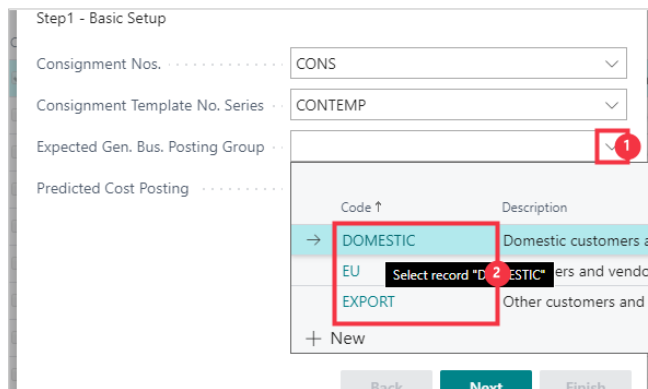 Step1 - Basic Setup
Consignment Nos. CONS
Consignment Template No. Series CONTEMP
Expected Gen. Bus. Posting Group 1
Predicted Cost Posting
Code ↑ Description
→ DOMESTIC Domestic customers a
EU Select record "DOMESTIC" 2 ers and vendo
EXPORT Other customers and
+ New
Back Next Finish